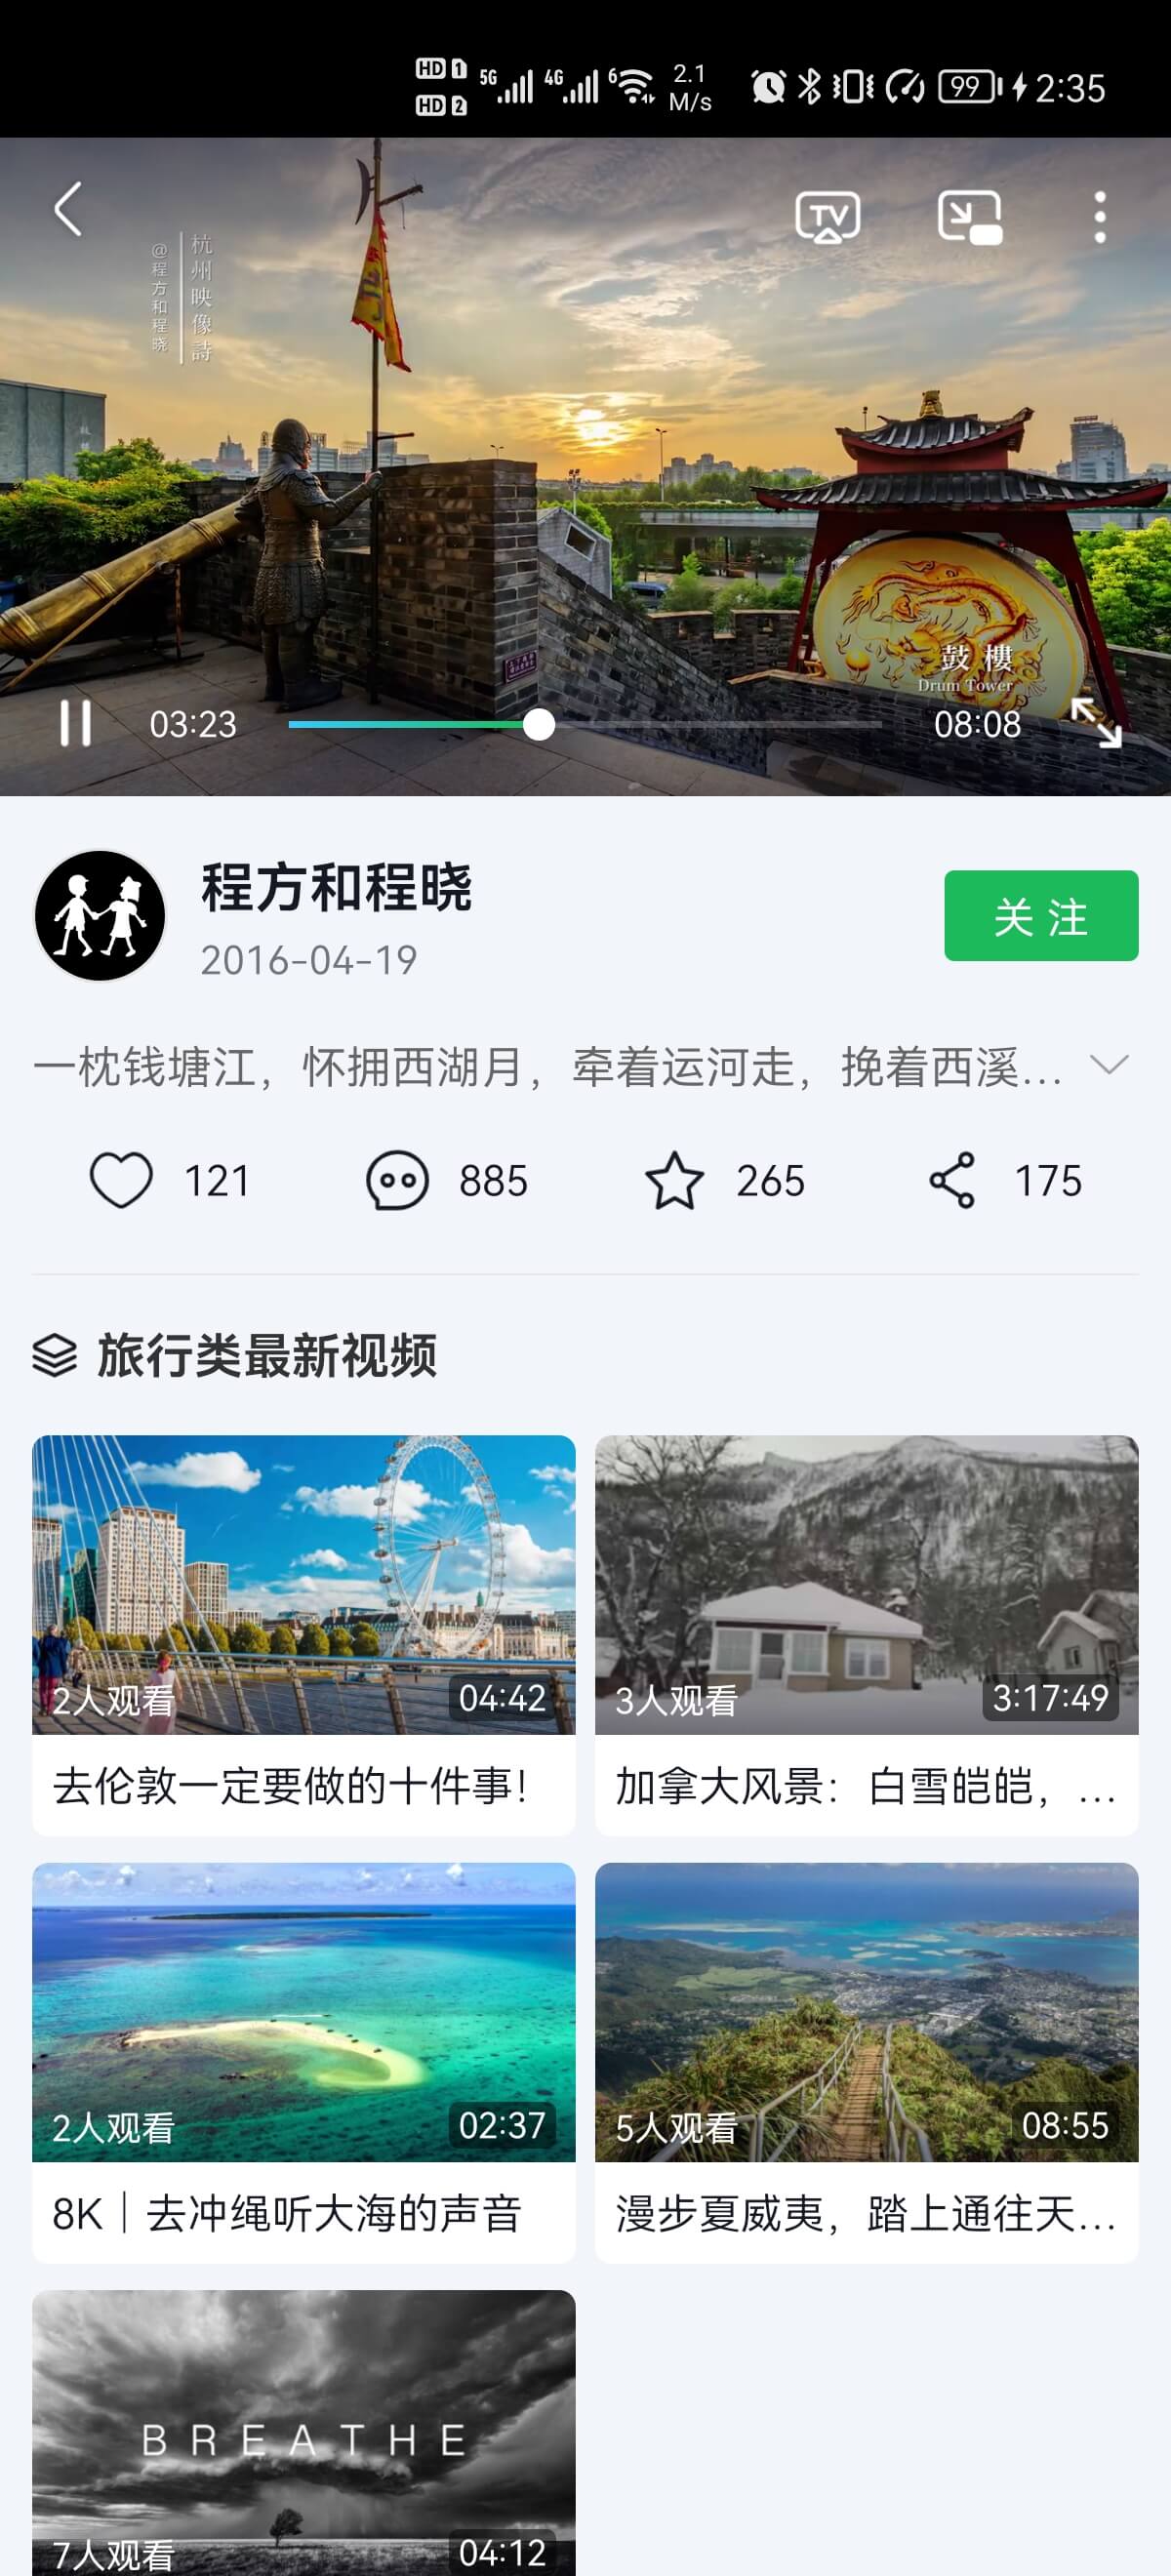 HD 1
HD 2
5G
4G
6
2.1
M/s
99
2:35
TV
杭州映像詩
@程方和程晓
鼓樓
Drum Tower
03:23
08:08
程方和程晓
2016-04-19
关注
一枕钱塘江，怀拥西湖月，牵着运河走，挽着西溪...
121
885
265
175
旅行类最新视频
2人观看
04:42
3人观看
3:17:49
去伦敦一定要做的十件事！
加拿大风景：白雪皑皑，...
2人观看
02:37
5人观看
08:55
8K｜去冲绳听大海的声音
漫步夏威夷，踏上通往天...
BREATHE
7人观看
04:12